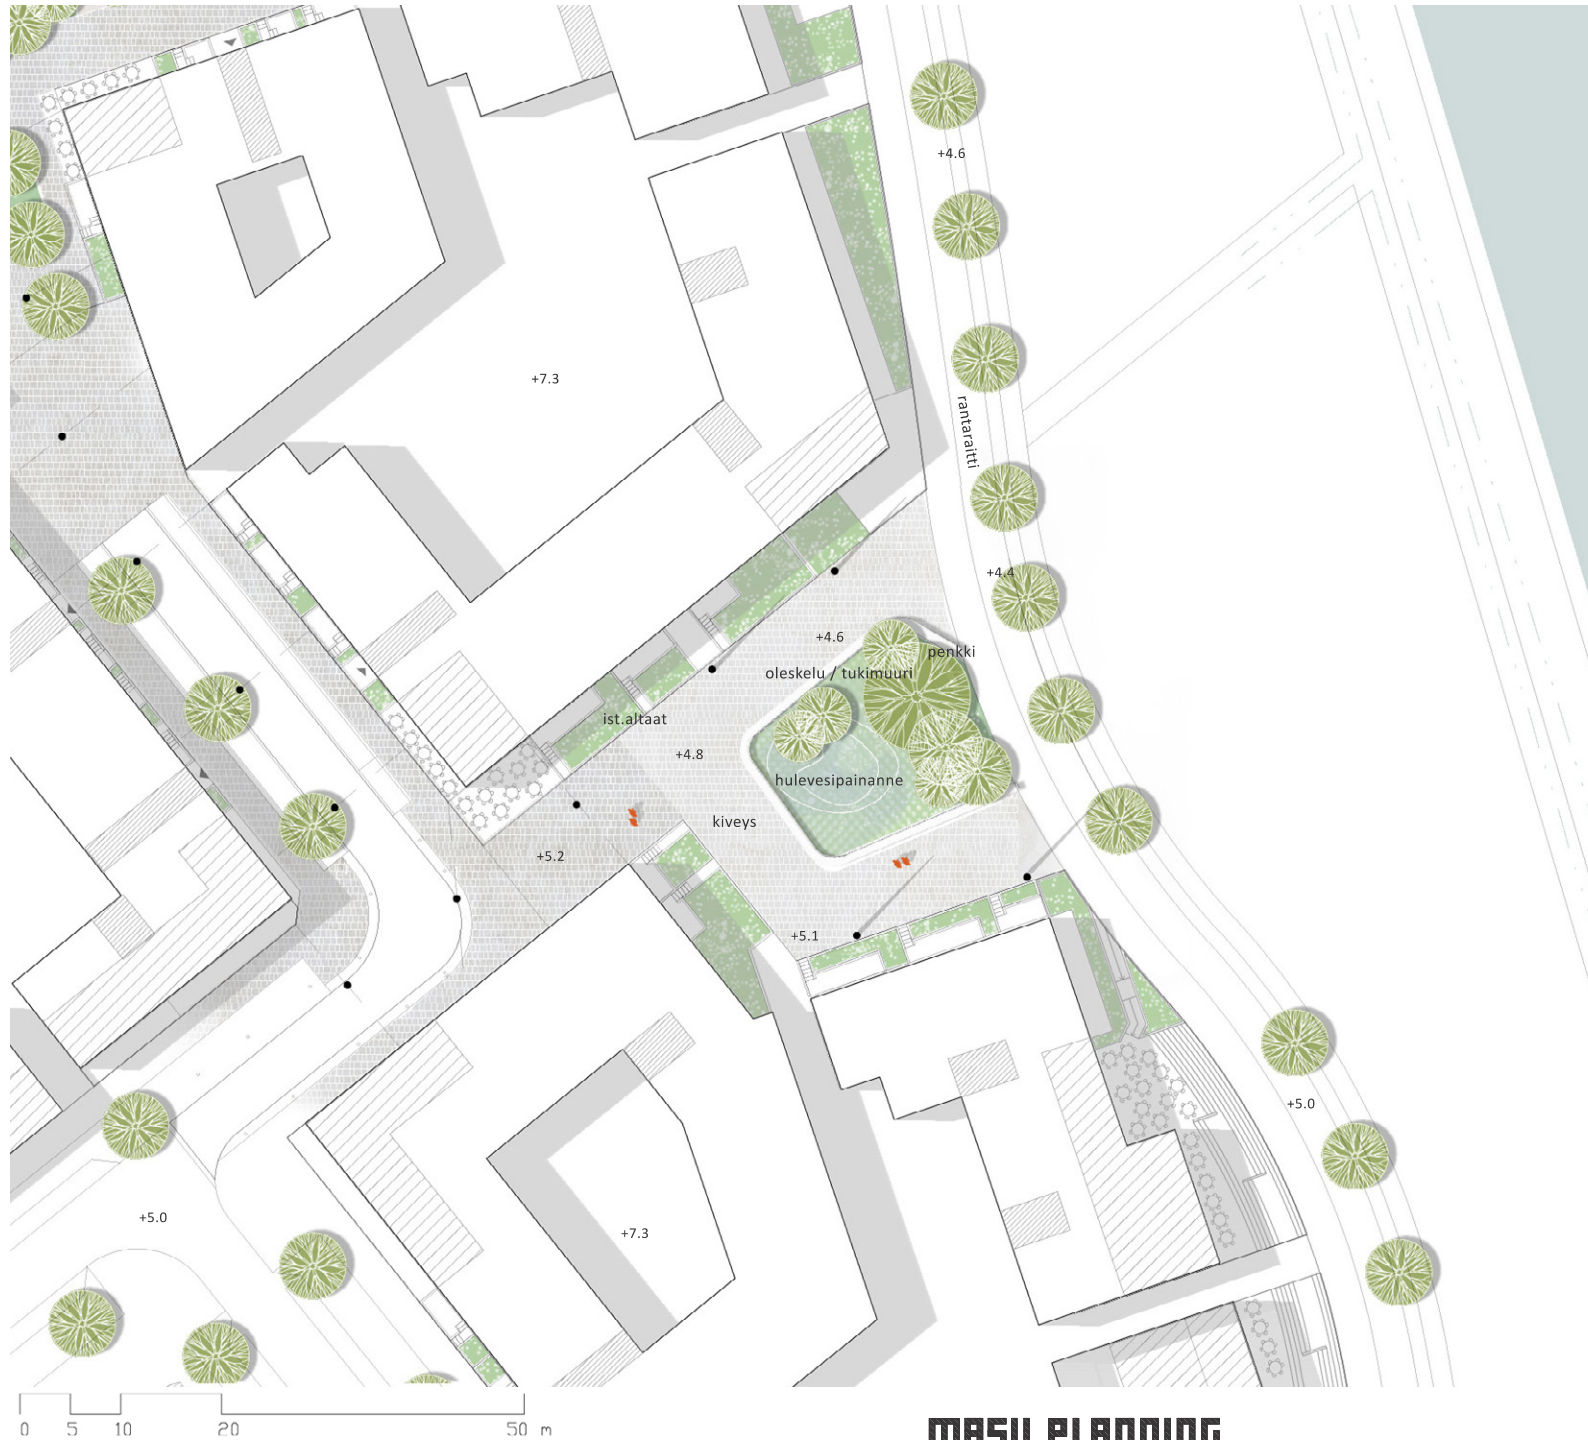 +4.6
+7.3
rantaraitti
+4.4
+4.6
penkki
oleskelu / tukimuuri
ist.altaat
+4.8
hulevesipainanne
kiveys
+5.2
+5.1
+5.0
+5.0
+7.3
0 5 10 20 50 m
MASU PLANNING